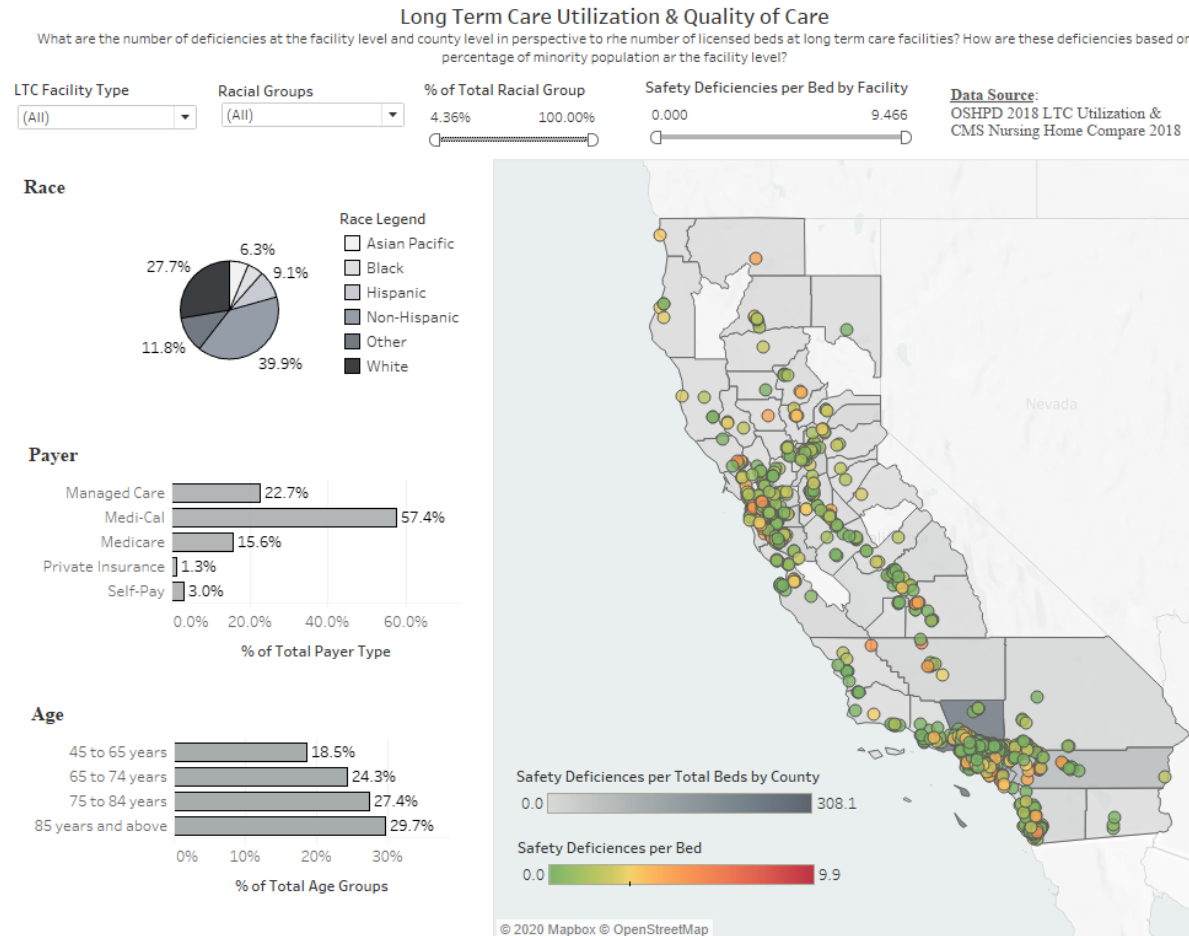 Long Term Care Utilization & Quality of Care
What are the number of deficiencies at the facility level and county level in perspective to rhe number of licensed beds at long term care facilities? How are these deficiencies based on
percentage of minority population ar the facility level?
LTC Facility Type
(All)
Racial Groups
(All)
% of Total Racial Group
4.36% 100.00%
Safety Deficiencies per Bed by Facility
0.000 9.466
Data Source:
OSHPD 2018 LTC Utilization &
CMS Nursing Home Compare 2018
Race
6.3%
9.1%
39.9%
11.8%
27.7%
Race Legend
Asian Pacific
Black
Hispanic
Non-Hispanic
Other
White
Payer
Managed Care 22.7%
Medi-Cal 57.4%
Medicare 15.6%
Private Insurance 1.3%
Self-Pay 3.0%
0.0% 20.0% 40.0% 60.0%
% of Total Payer Type
Age
45 to 65 years 18.5%
65 to 74 years 24.3%
75 to 84 years 27.4%
85 years and above 29.7%
0% 10% 20% 30%
% of Total Age Groups
Nevada
Safety Deficiences per Total Beds by County
0.0 308.1
Safety Deficiences per Bed
0.0 9.9
© 2020 Mapbox © OpenStreetMap